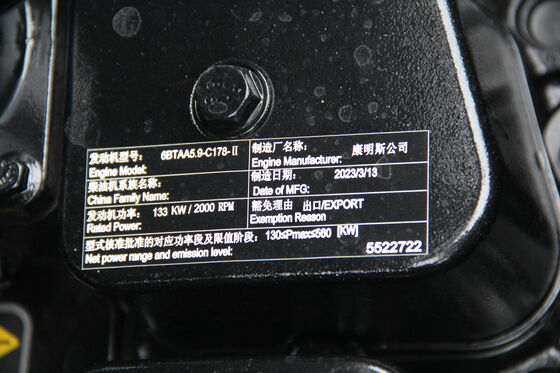 发动机型号: 6BTAA5.9-C178-Ⅱ
Engine Model:
制造厂名称: 康明斯公司
Engine Manufacturer:
柴油机系族名称:
China Family Name:
制造日期: 2023/3/13
Date of MFG:
发动机功率: 133 KW / 2000 RPM
Rated Power:
豁免理由 出口/EXPORT
Exemption Reason
型式核准批准的对应功率段及限值阶段: 130≤Pmax≤560 [KW]
Net power range and emission level:
5522722